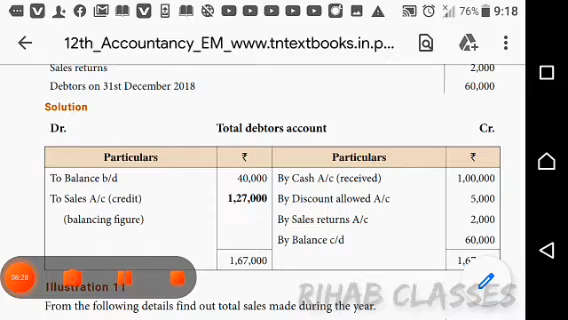 76% 9:18
12th_Accountancy_EM_www.tntextbooks.in.p...
Sales returns 2,000
Debtors on 31st December 2018 60,000
Solution
Dr. Total debtors account Cr.
Particulars ₹ Particulars ₹
To Balance b/d 40,000 By Cash A/c (received) 1,00,000
To Sales A/c (credit) 1,27,000 By Discount allowed A/c 5,000
(balancing figure) By Sales returns A/c 2,000
By Balance c/d 60,000
1,67,000 1,67
08:28
Illustration 11
RIHAB CLASSES
From the following details find out total sales made during the year.